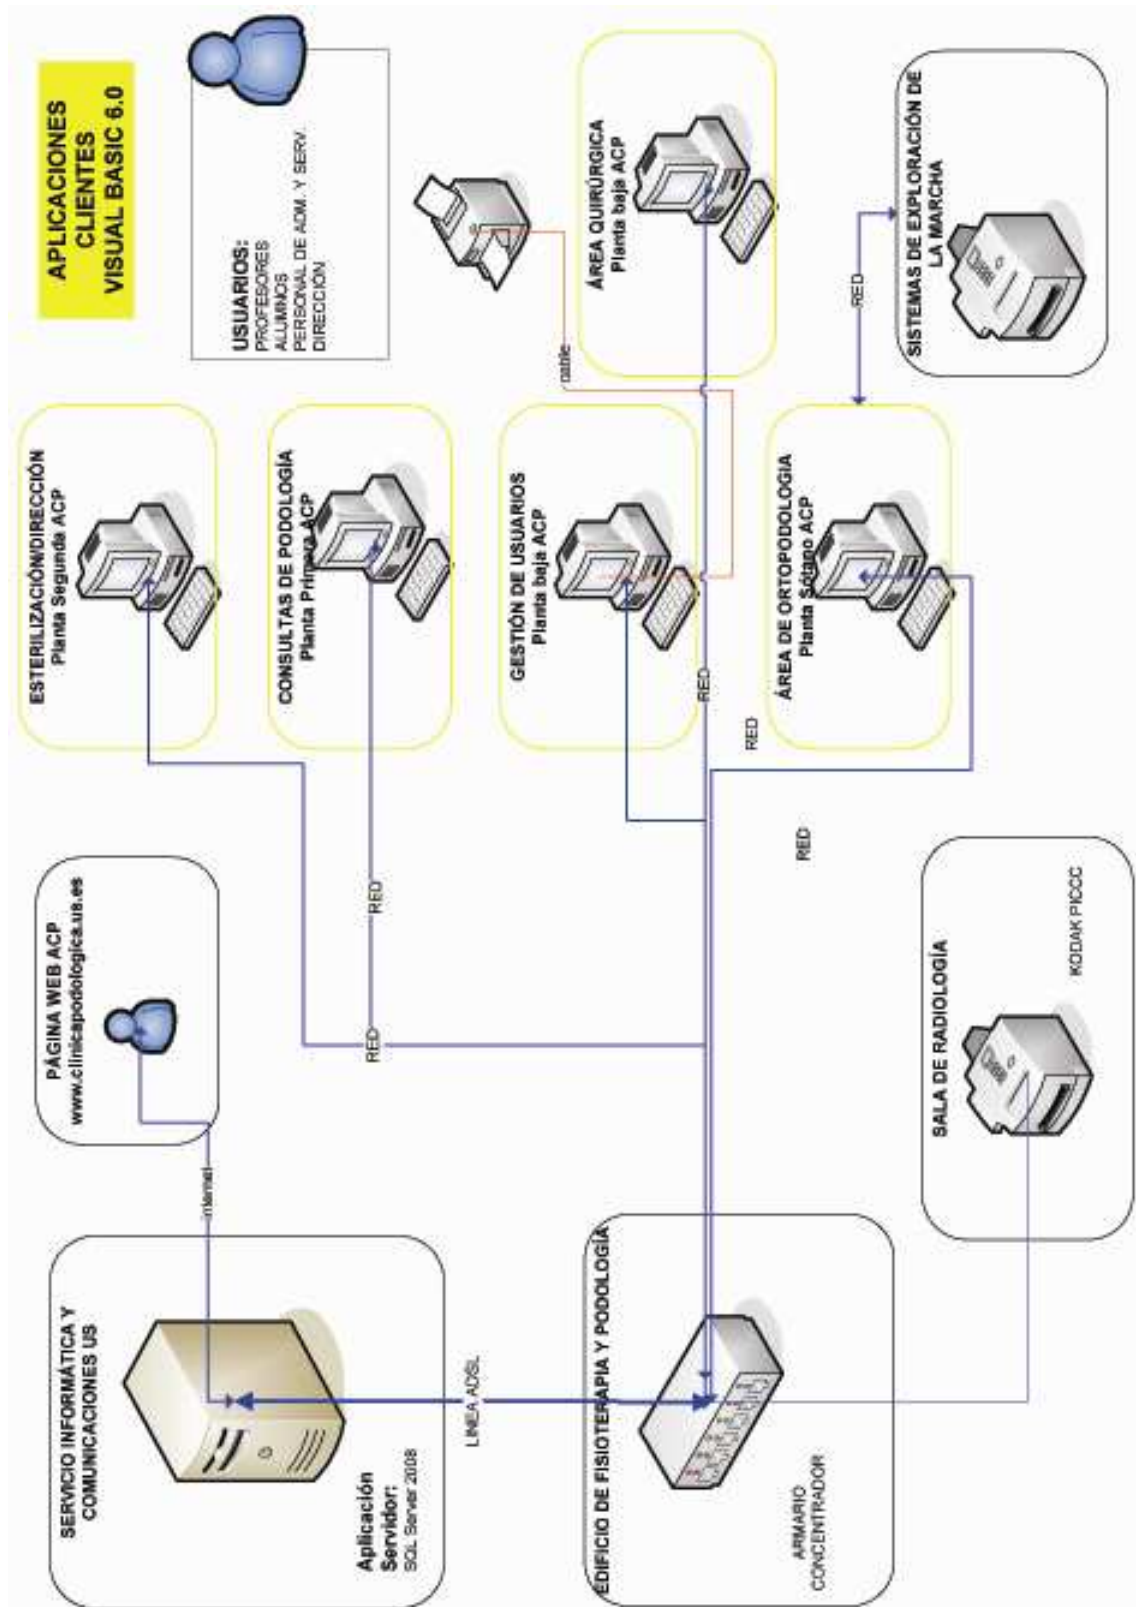 SERVICIO INFORMÁTICA Y
COMUNICACIONES US
Aplicación
Servidor:
SQL Server 2008
internet
PÁGINA WEB ACP
www.clinicapodologica.us.es
ESTERILIZACIÓN/DIRECCIÓN
Planta Segunda ACP
APLICACIONES
CLIENTES
VISUAL BASIC 6.0
USUARIOS:
PROFESORES
ALUMNOS
PERSONAL DE ADM. Y SERV.
DIRECCIÓN
CONSULTAS DE PODOLOGÍA
Planta Primera ACP
RED
RED
LINEA ADSL
GESTIÓN DE USUARIOS
Planta baja ACP
cable
ÁREA QUIRÚRGICA
Planta baja ACP
RED
RED
RED
EDIFICIO DE FISIOTERAPIA Y PODOLOGÍA
ARMARIO
CONCENTRADOR
ÁREA DE ORTOPODOLOGIA
Planta Sótano ACP
RED
SISTEMAS DE EXPLORACIÓN DE
LA MARCHA
SALA DE RADIOLOGÍA
KODAK PICCC